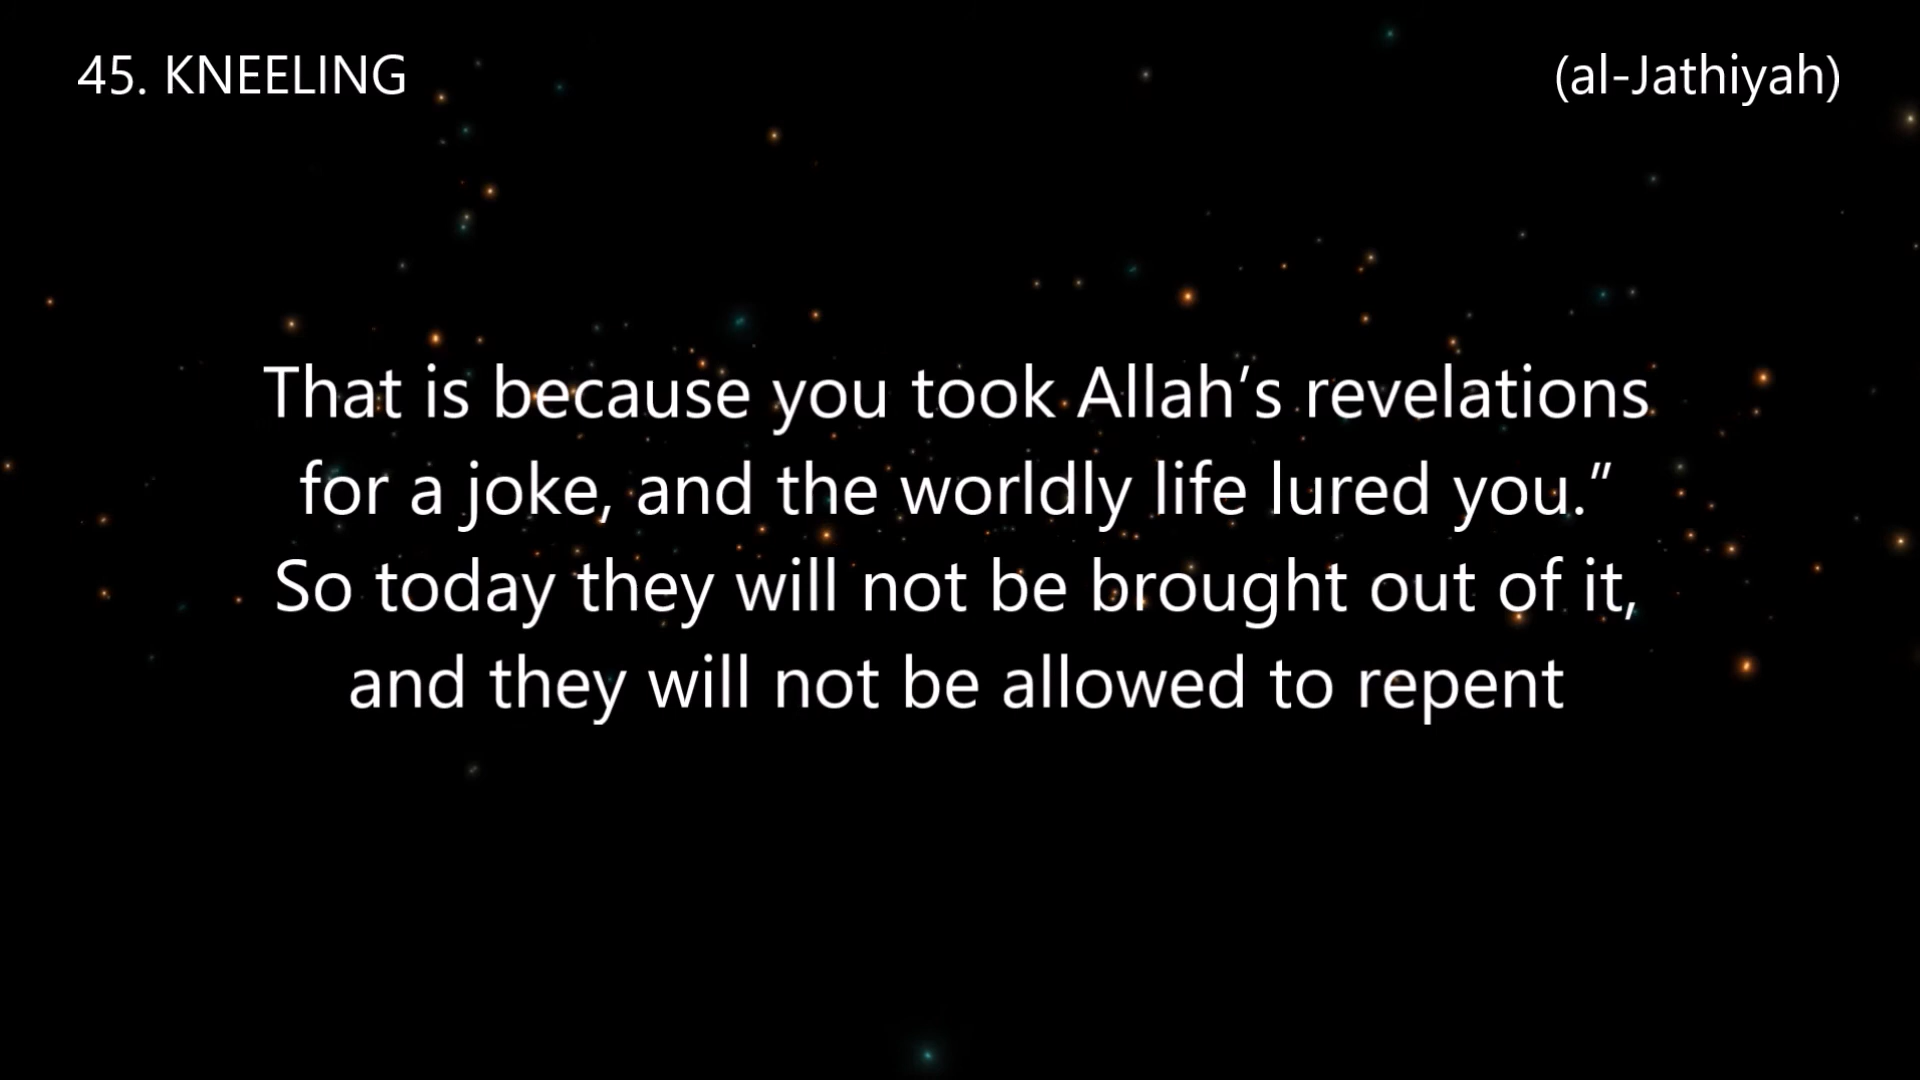 45. KNEELING
(al-Jathiyah)
That is because you took Allah’s revelations
for a joke, and the worldly life lured you.”
So today they will not be brought out of it,
and they will not be allowed to repent